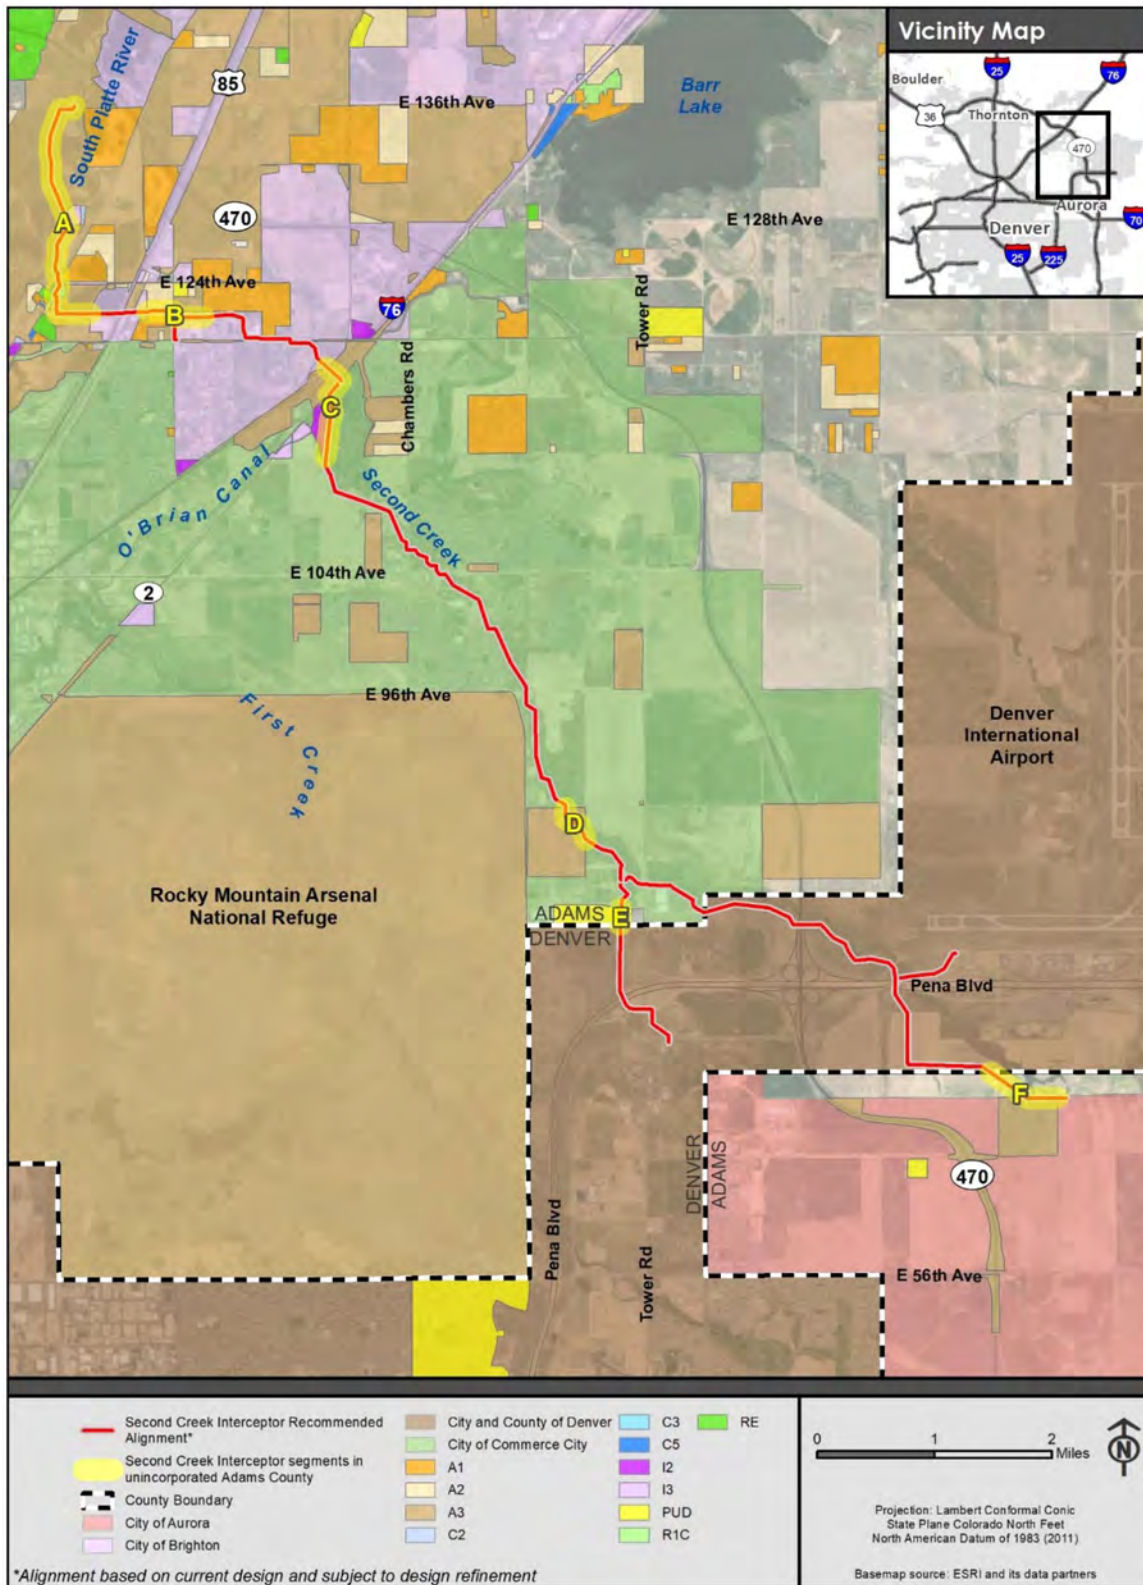 Vicinity Map
25
76
Boulder
36
Thornton
470
Aurora
70
Denver
25
225
South Platte River
85
E 136th Ave
Barr
Lake
A
470
E 128th Ave
E 124th Ave
B
76
Tower Rd
Chambers Rd
C
O'Brian Canal
Second Creek
E 104th Ave
2
E 96th Ave
First Creek
Denver
International
Airport
D
Rocky Mountain Arsenal
National Refuge
ADAMS
E
DENVER
Pena Blvd
F
DENVER
ADAMS
470
Pena Blvd
Tower Rd
E 56th Ave
Second Creek Interceptor Recommended
Alignment*
Second Creek Interceptor segments in
unincorporated Adams County
County Boundary
City of Aurora
City of Brighton
City and County of Denver
City of Commerce City
A1
A2
A3
C2
C3
C5
I2
I3
PUD
R1C
RE
0 1 2
Miles
N
Projection: Lambert Conformal Conic
State Plane Colorado North Feet
North American Datum of 1983 (2011)
Basemap source: ESRI and its data partners
*Alignment based on current design and subject to design refinement